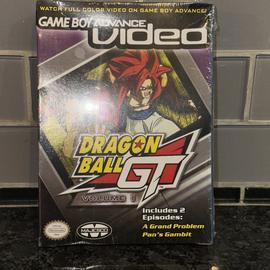 WATCH FULL COLOR VIDEO ON GAME BOY ADVANCE!
GAME BOY ADVANCE
Video
DRAGON
BALL GT
VOLUME 1
Includes 2
Episodes:
A Grand Problem
Pan's Gambit
MAJESCO